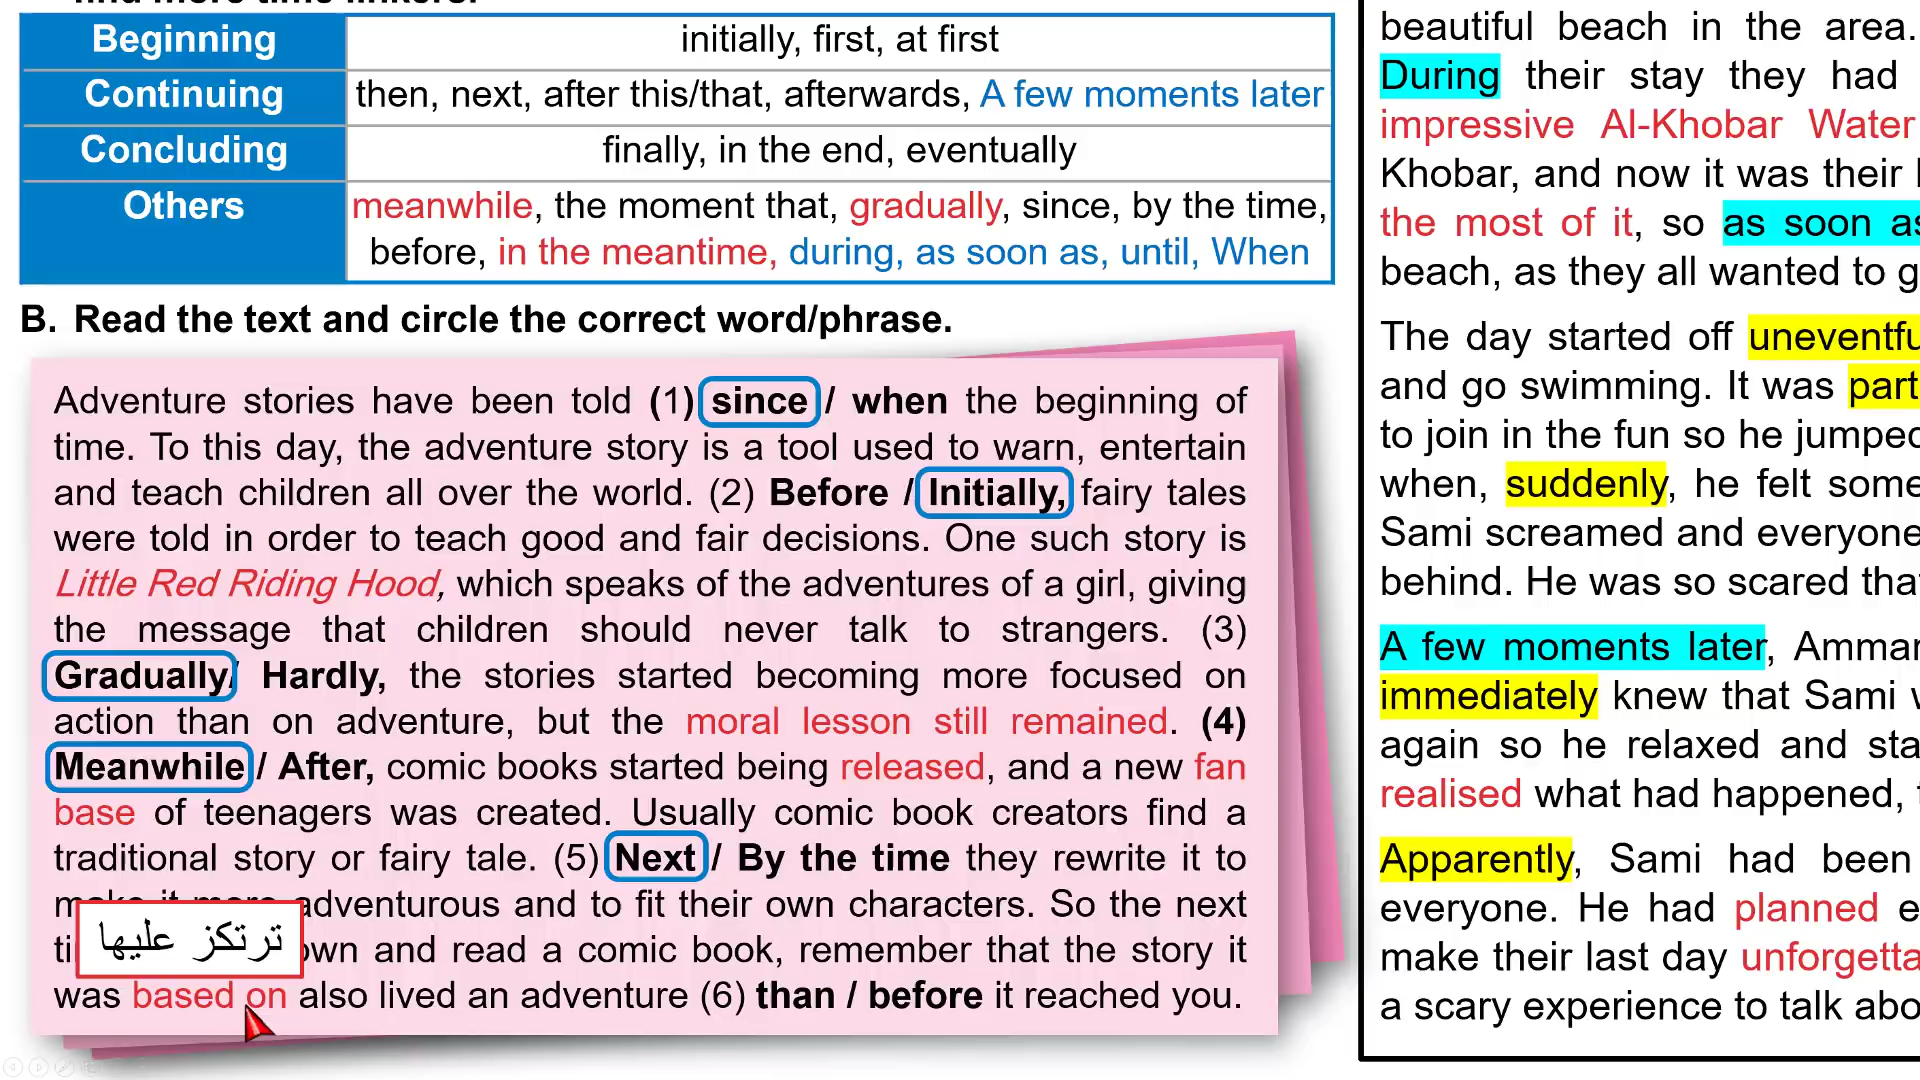 Beginning
initially, first, at first
Continuing
then, next, after this/that, afterwards, A few moments later
Concluding
finally, in the end, eventually
Others
meanwhile, the moment that, gradually, since, by the time,
before, in the meantime, during, as soon as, until, When
B. Read the text and circle the correct word/phrase.
Adventure stories have been told (1) since / when the beginning of
time. To this day, the adventure story is a tool used to warn, entertain
and teach children all over the world. (2) Before / Initially, fairy tales
were told in order to teach good and fair decisions. One such story is
Little Red Riding Hood, which speaks of the adventures of a girl, giving
the message that children should never talk to strangers. (3)
Gradually/ Hardly, the stories started becoming more focused on
action than on adventure, but the moral lesson still remained. (4)
Meanwhile / After, comic books started being released, and a new fan
base of teenagers was created. Usually comic book creators find a
traditional story or fairy tale. (5) Next / By the time they rewrite it to
make it more adventurous and to fit their own characters. So the next
own and read a comic book, remember that the story it
ترتكز عليها
was based on also lived an adventure (6) than / before it reached you.
beautiful beach in the area.
During their stay they had
impressive Al-Khobar Water
Khobar, and now it was their
the most of it, so as soon as
beach, as they all wanted to g
The day started off uneventfu
and go swimming. It was part
to join in the fun so he jumped
when, suddenly, he felt some
Sami screamed and everyone
behind. He was so scared tha
A few moments later, Ammar
immediately knew that Sami
again so he relaxed and sta
realised what had happened,
Apparently, Sami had been
everyone. He had planned e
make their last day unforgetta
a scary experience to talk abo